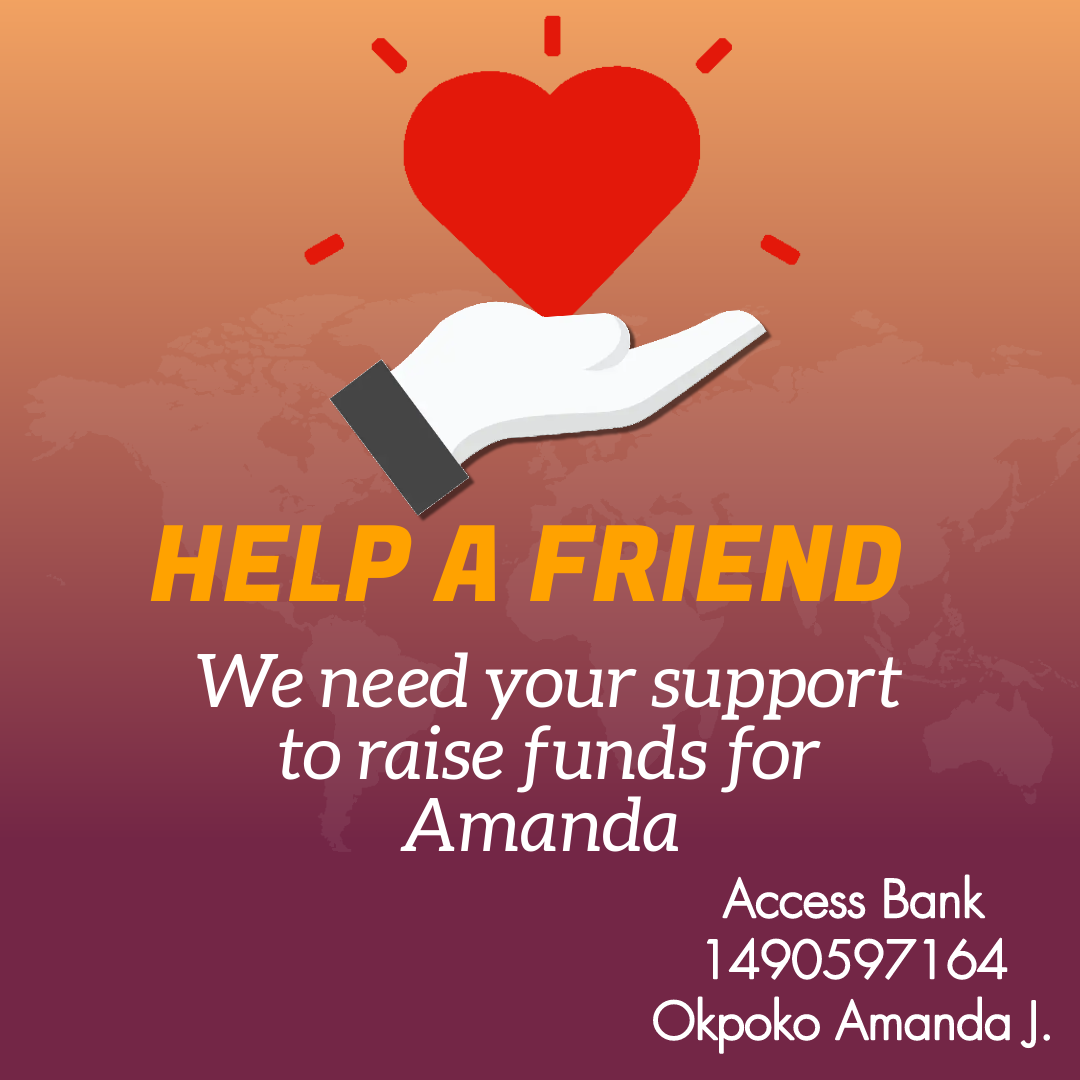 HELP A FRIEND
We need your support
to raise funds for
Amanda
Access Bank
1490597164
Okpoko Amanda J.